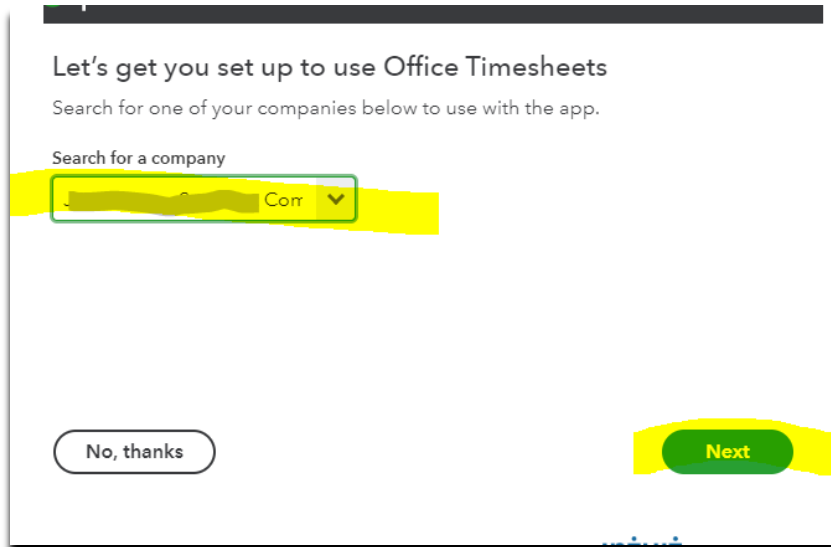 Let's get you set up to use Office Timesheets
Search for one of your companies below to use with the app.
Search for a company
Com
No, thanks
Next